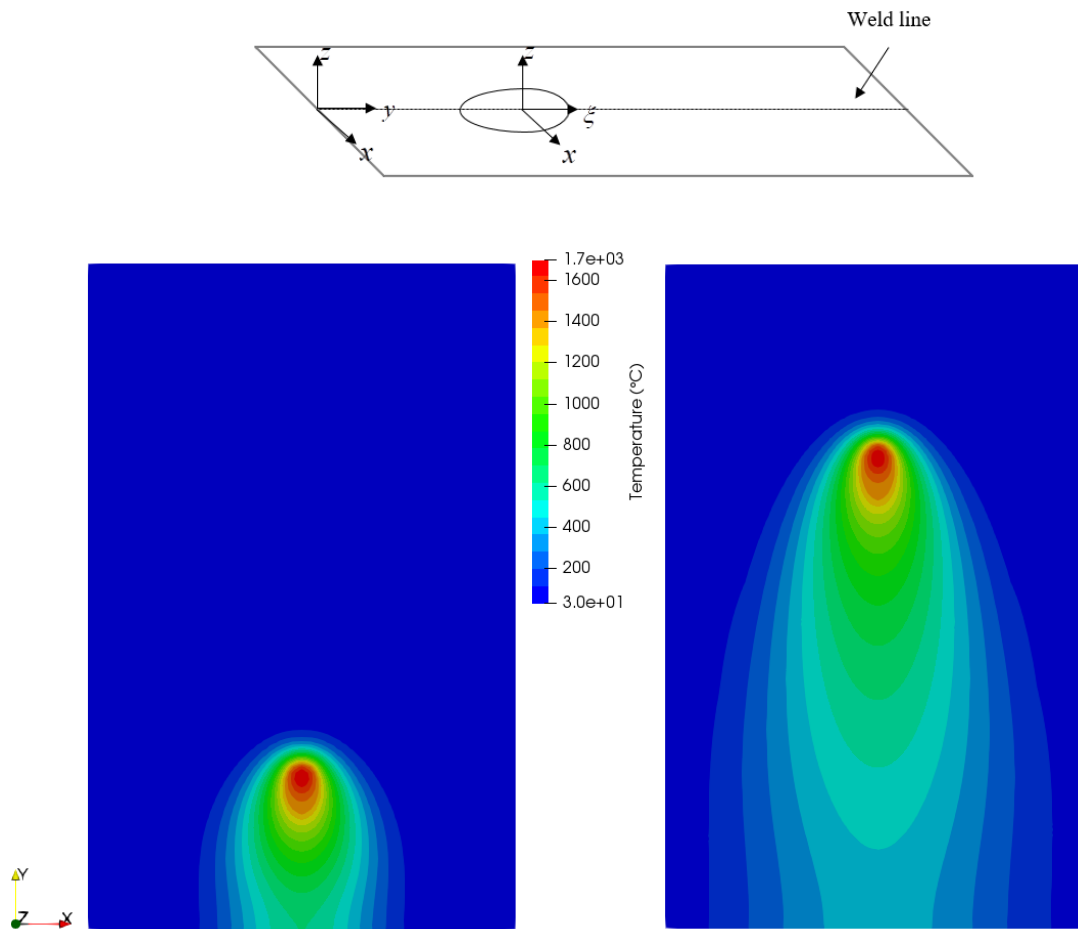 Weld line
z
z
y
ξ
x
x
1.7e+03
1600
1400
1200
1000
800
600
400
200
3.0e+01
Temperature (°C)
Y
Z
X